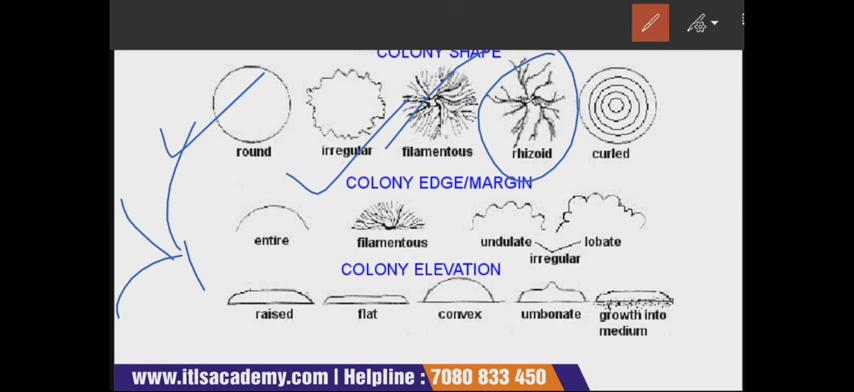 COLONY SHAPE
round irregular filamentous rhizoid curled
COLONY EDGE/MARGIN
entire filamentous undulate lobate
irregular
COLONY ELEVATION
raised flat convex umbonate growth into
medium
www.itlsacademy.com | Helpline : 7080 833 450